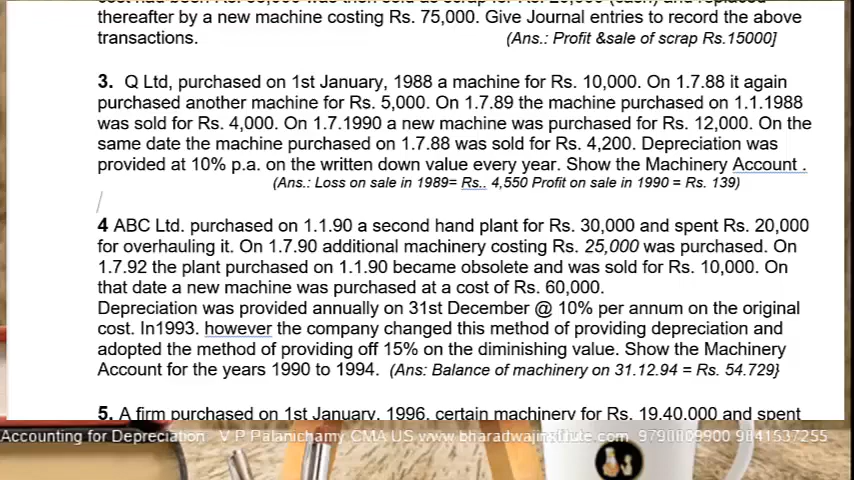 thereafter by a new machine costing Rs. 75,000. Give Journal entries to record the above
transactions. (Ans.: Profit &sale of scrap Rs.15000]
3. Q Ltd, purchased on 1st January, 1988 a machine for Rs. 10,000. On 1.7.88 it again
purchased another machine for Rs. 5,000. On 1.7.89 the machine purchased on 1.1.1988
was sold for Rs. 4,000. On 1.7.1990 a new machine was purchased for Rs. 12,000. On the
same date the machine purchased on 1.7.88 was sold for Rs. 4,200. Depreciation was
provided at 10% p.a. on the written down value every year. Show the Machinery Account .
(Ans.: Loss on sale in 1989= Rs.. 4,550 Profit on sale in 1990 = Rs. 139)
4 ABC Ltd. purchased on 1.1.90 a second hand plant for Rs. 30,000 and spent Rs. 20,000
for overhauling it. On 1.7.90 additional machinery costing Rs. 25,000 was purchased. On
1.7.92 the plant purchased on 1.1.90 became obsolete and was sold for Rs. 10,000. On
that date a new machine was purchased at a cost of Rs. 60,000.
Depreciation was provided annually on 31st December @ 10% per annum on the original
cost. In1993. however the company changed this method of providing depreciation and
adopted the method of providing off 15% on the diminishing value. Show the Machinery
Account for the years 1990 to 1994. (Ans: Balance of machinery on 31.12.94 = Rs. 54.729}
5. A firm purchased on 1st January, 1996, certain machinery for Rs. 19,40,000 and spent
Accounting for Depreciation V P Palanichamy CMA US www.bharadwajinstitute.com 9841537255